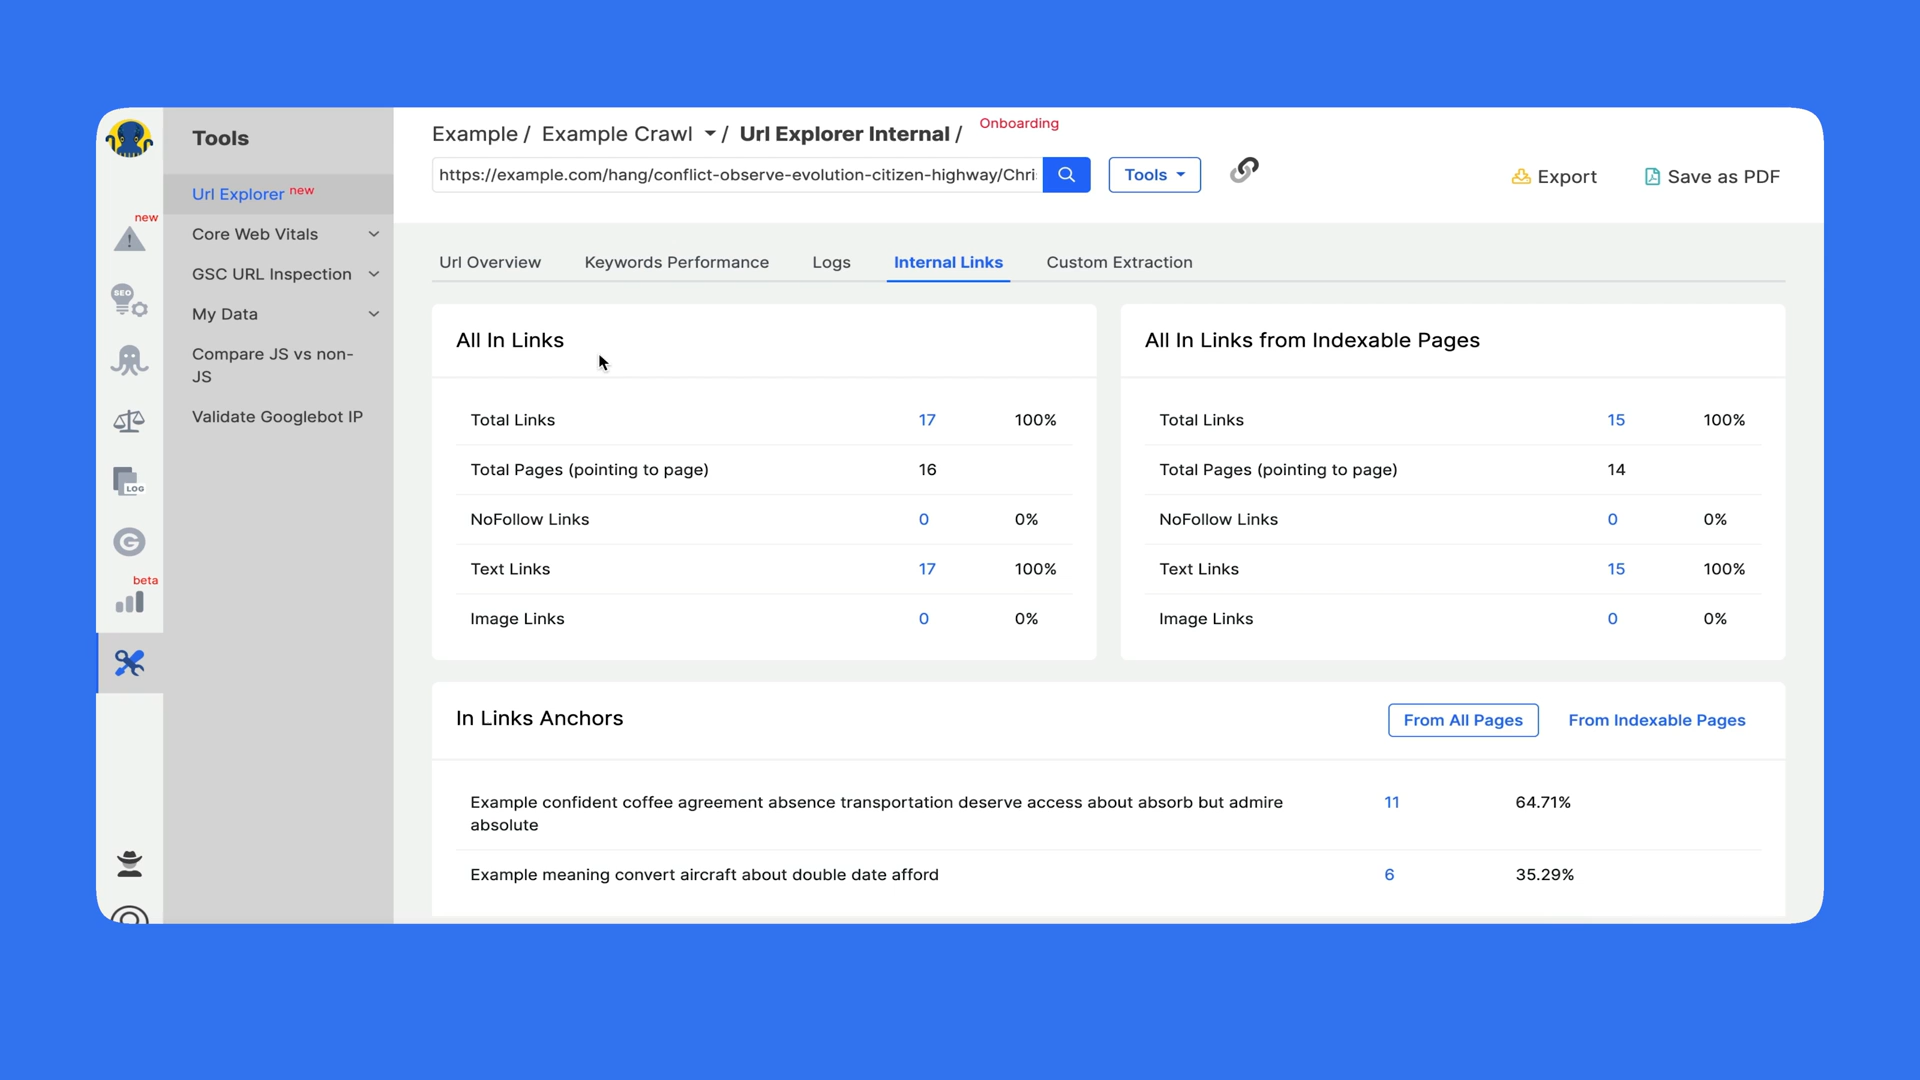 Tools
Example / Example Crawl / Url Explorer Internal /
Onboarding
https://example.com/hang/conflict-observe-evolution-citizen-highway/Chri
Tools
Export
Save as PDF
Url Explorer new
Core Web Vitals
GSC URL Inspection
My Data
Compare JS vs non-
JS
Validate Googlebot IP
new
SEO
LOG
G
beta
Url Overview
Keywords Performance
Logs
Internal Links
Custom Extraction
All In Links
Total Links 17 100%
Total Pages (pointing to page) 16
NoFollow Links 0 0%
Text Links 17 100%
Image Links 0 0%
All In Links from Indexable Pages
Total Links 15 100%
Total Pages (pointing to page) 14
NoFollow Links 0 0%
Text Links 15 100%
Image Links 0 0%
In Links Anchors
From All Pages
From Indexable Pages
Example confident coffee agreement absence transportation deserve access about absorb but admire
absolute
11 64.71%
Example meaning convert aircraft about double date afford 6 35.29%